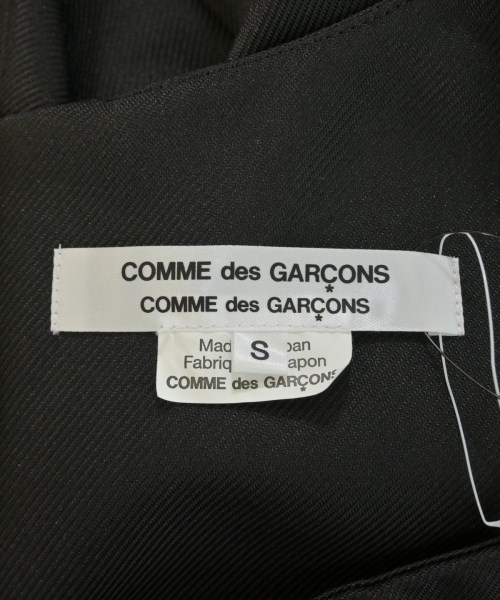 COMME des GARÇONS
COMME des GARÇONS
Mad pan
Fabriq apon
COMME des GARÇONS
S